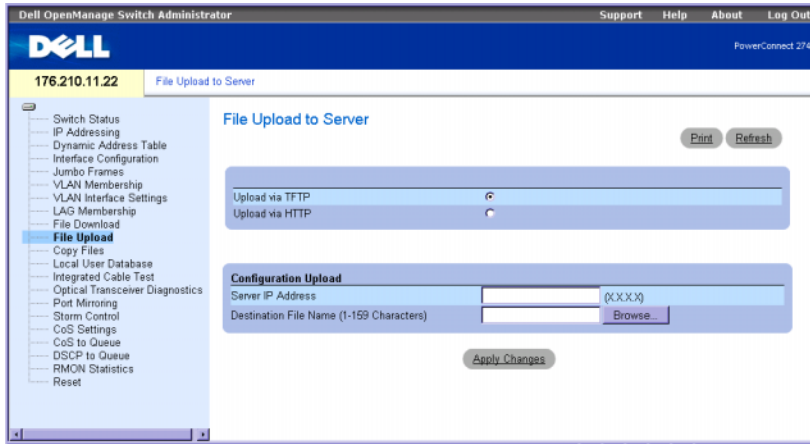 Dell OpenManage Switch Administrator
Support Help About Log Out
DELL
PowerConnect 274
176.210.11.22
File Upload to Server
Switch Status
IP Addressing
Dynamic Address Table
Interface Configuration
Jumbo Frames
VLAN Membership
VLAN Interface Settings
LAG Membership
File Download
File Upload
Copy Files
Local User Database
Integrated Cable Test
Optical Transceiver Diagnostics
Port Mirroring
Storm Control
CoS Settings
CoS to Queue
DSCP to Queue
RMON Statistics
Reset
File Upload to Server
Print Refresh
Upload via TFTP
Upload via HTTP
Configuration Upload
Server IP Address (X.X.X.X)
Destination File Name (1-159 Characters) Browse...
Apply Changes